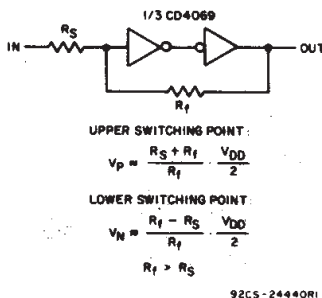 1/3 CD4069
IN
RS
OUT
Rf
UPPER SWITCHING POINT:
VP ≈ RS + Rf / Rf · VDD / 2
LOWER SWITCHING POINT:
VN ≈ Rf - RS / Rf · VDD / 2
Rf > RS
92CS-24440R1